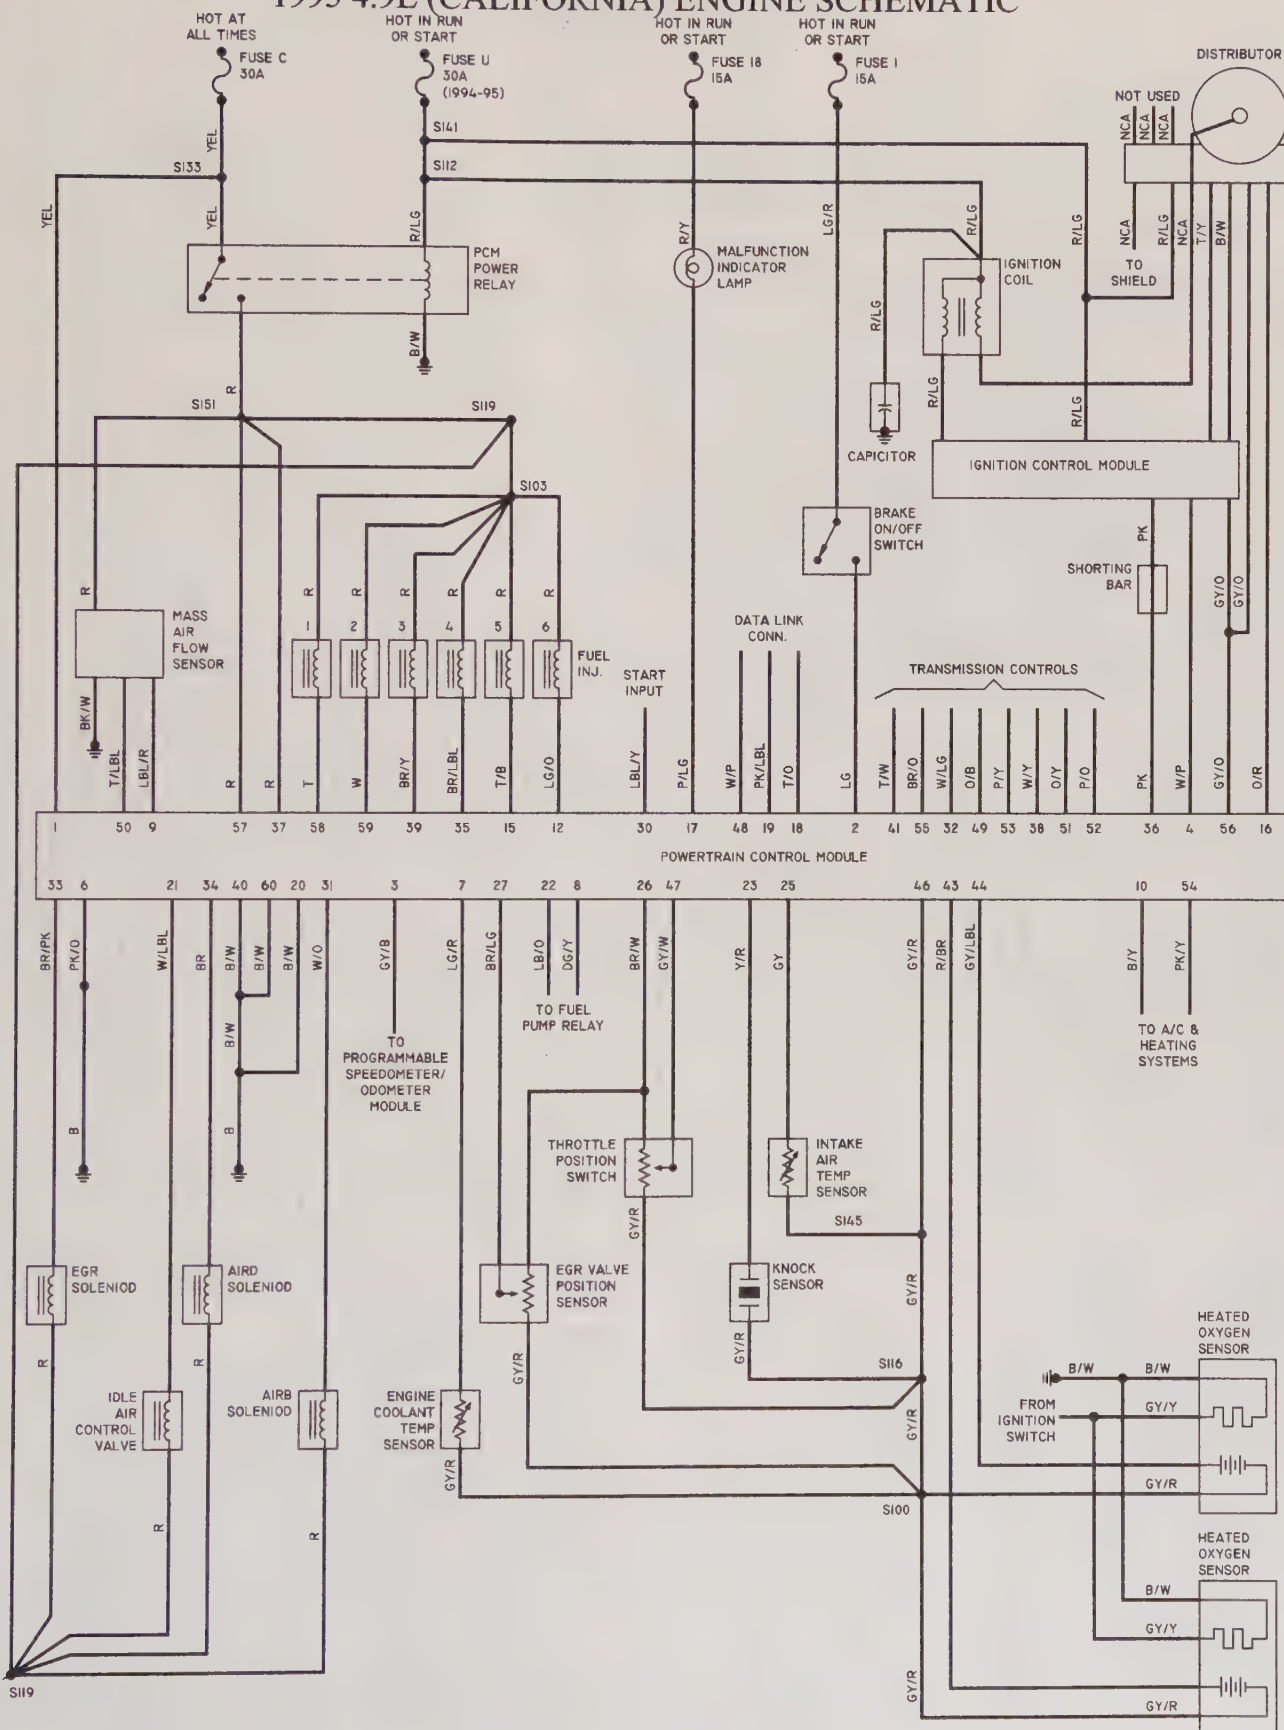 1995 4.9L (CALIFORNIA) ENGINE SCHEMATIC
HOT AT
ALL TIMES
FUSE C
30A
HOT IN RUN
OR START
FUSE U
30A
(1994-95)
HOT IN RUN
OR START
FUSE 18
15A
HOT IN RUN
OR START
FUSE 1
15A
DISTRIBUTOR
NOT USED
NCA
NCA
NCA
S141
S112
S133
YEL
YEL
YEL
R/LG
R/Y
LG/R
R/LG
R/LG
NCA
R/LG
NCA
T/Y
B/W
TO
SHIELD
PCM
POWER
RELAY
MALFUNCTION
INDICATOR
LAMP
IGNITION
COIL
R/LG
B/W
R
R/LG
R/LG
S151
S119
CAPICITOR
IGNITION CONTROL MODULE
S103
BRAKE
ON/OFF
SWITCH
PK
SHORTING
BAR
GY/O
GY/O
R
R
R
R
R
R
R
1
2
3
4
5
6
MASS
AIR
FLOW
SENSOR
FUEL
INJ.
START
INPUT
DATA LINK
CONN.
TRANSMISSION CONTROLS
BK/W
T/LBL
LBL/R
R
R
T
W
BR/Y
BR/LBL
T/B
LG/O
LBL/Y
P/LG
W/P
PK/LBL
T/O
LG
T/W
BR/O
W/LG
O/B
P/Y
W/Y
O/Y
P/O
PK
W/P
GY/O
O/R
1 50 9 57 37 58 59 39 35 15 12 30 17 48 19 18 2 41 55 32 49 53 38 51 52 36 4 56 16
POWERTRAIN CONTROL MODULE
33 6 21 34 40 60 20 31 3 7 27 22 8 26 47 23 25 46 43 44 10 54
BR/PK
PK/O
W/LBL
BR
B/W
B/W
B/W
W/O
GY/B
LG/R
BR/LG
LB/O
DG/Y
BR/W
GY/W
Y/R
GY
GY/R
R/BR
GY/LBL
B/Y
PK/Y
B/W
TO FUEL
PUMP RELAY
TO
PROGRAMMABLE
SPEEDOMETER/
ODOMETER
MODULE
TO A/C &
HEATING
SYSTEMS
B
B
THROTTLE
POSITION
SWITCH
INTAKE
AIR
TEMP
SENSOR
GY/R
S145
EGR
SOLENIOD
AIRD
SOLENIOD
EGR VALVE
POSITION
SENSOR
KNOCK
SENSOR
GY/R
HEATED
OXYGEN
SENSOR
R
R
GY/R
GY/R
S116
B/W
B/W
IDLE
AIR
CONTROL
VALVE
AIRB
SOLENIOD
ENGINE
COOLANT
TEMP
SENSOR
FROM
IGNITION
SWITCH
GY/Y
GY/R
GY/R
GY/R
S100
R
R
HEATED
OXYGEN
SENSOR
B/W
GY/Y
GY/R
GY/R
S119